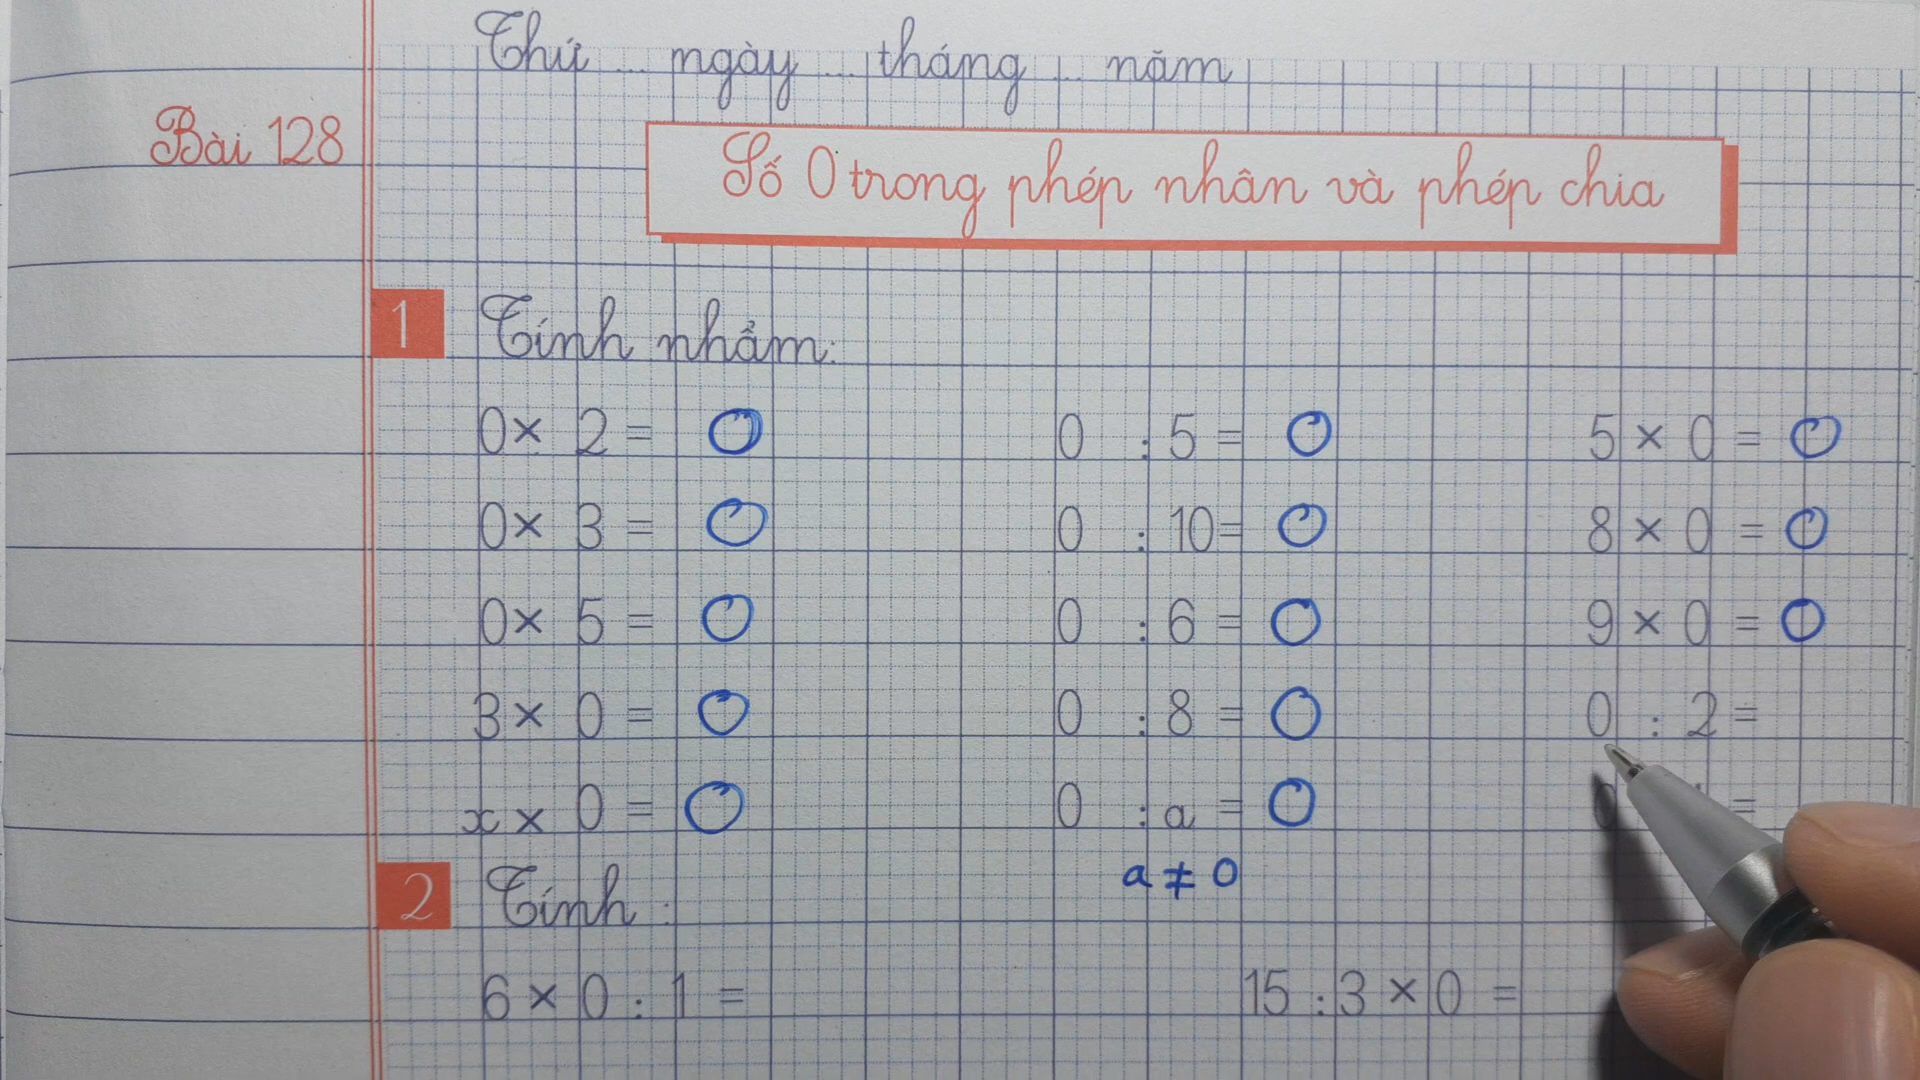 Thứ ... ngày ... tháng ... năm
Bài 128
Số 0 trong phép nhân và phép chia
1 Tính nhẩm:
0 × 2 = 0 0 : 5 = 0 5 × 0 = 0
0 × 3 = 0 0 : 10 = 0 8 × 0 = 0
0 × 5 = 0 0 : 6 = 0 9 × 0 = 0
3 × 0 = 0 0 : 8 = 0 0 : 2 =
x × 0 = 0 0 : a = 0 0 =
a ≠ 0
2 Tính :
6 × 0 : 1 = 15 : 3 × 0 =